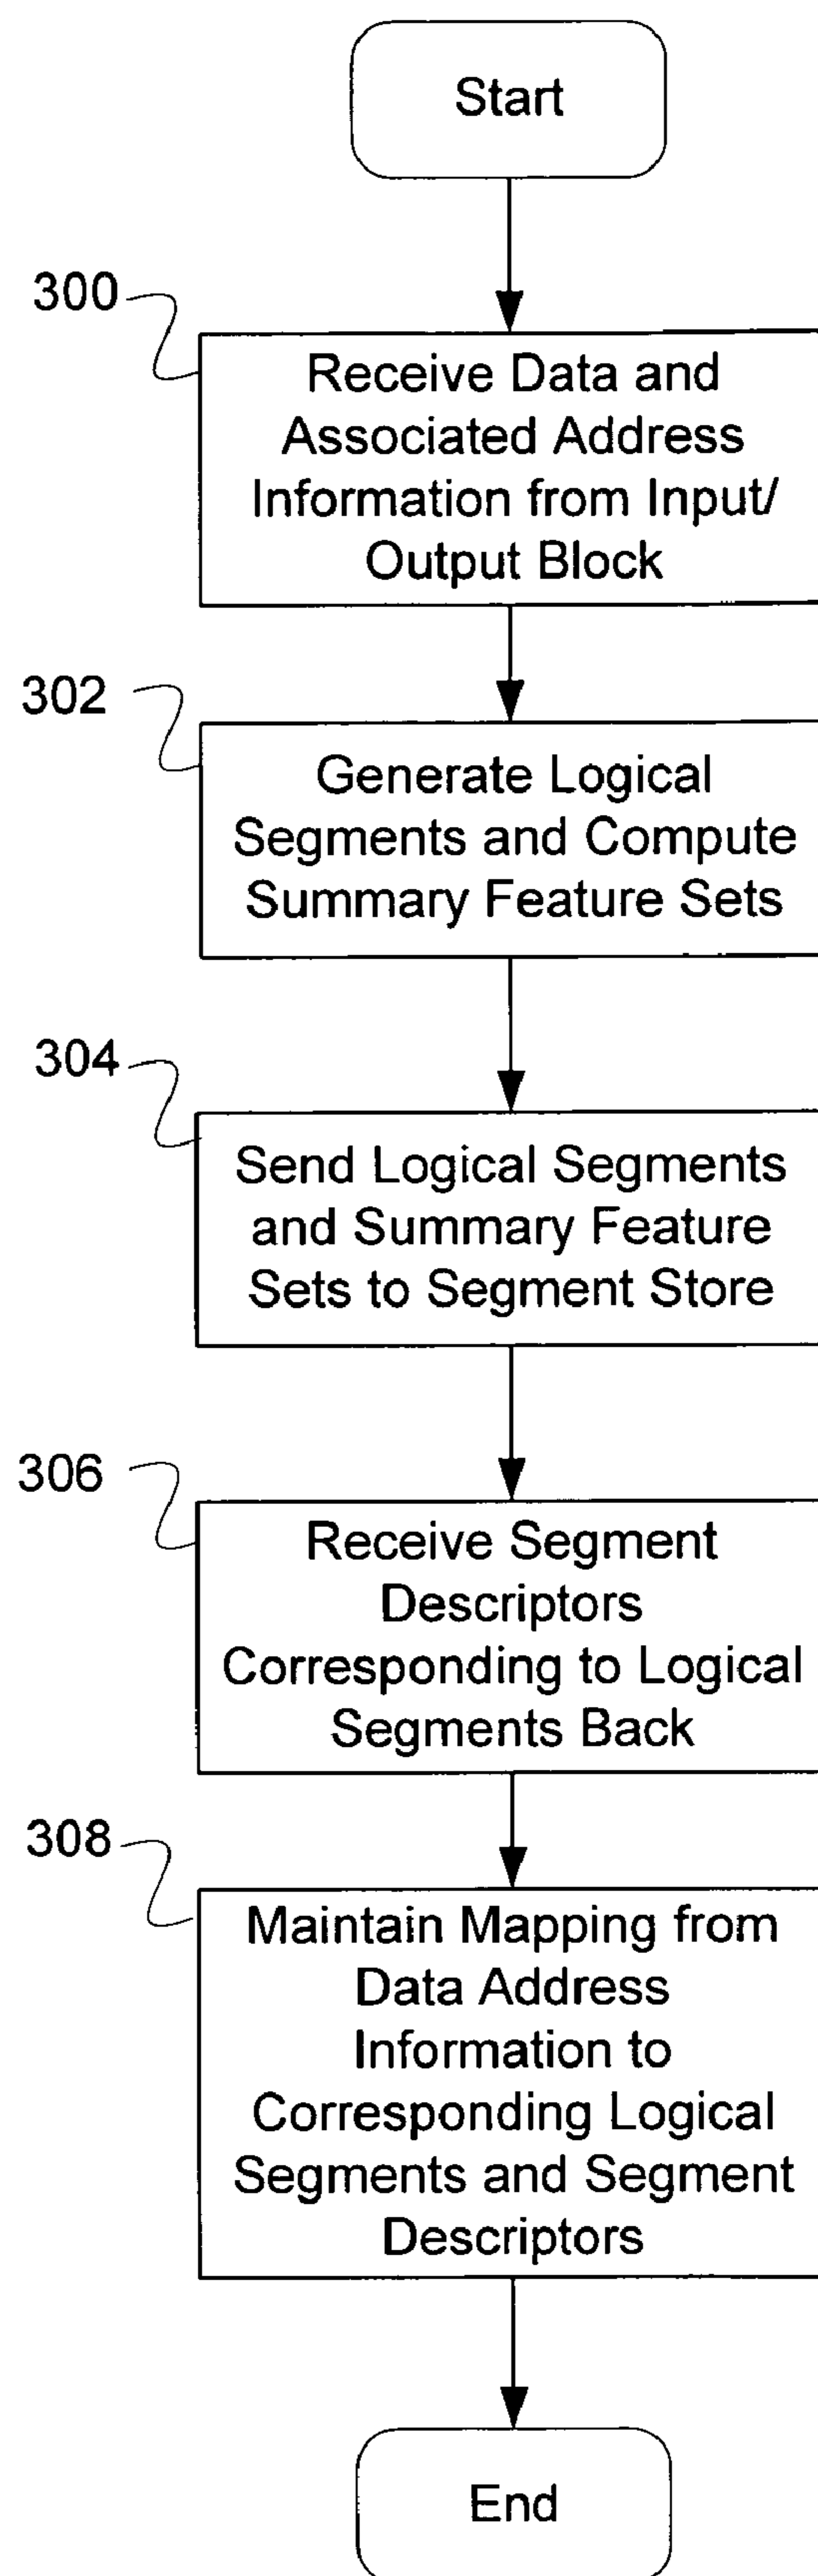 Start
300
Receive Data and
Associated Address
Information from Input/
Output Block
302
Generate Logical
Segments and Compute
Summary Feature Sets
304
Send Logical Segments
and Summary Feature
Sets to Segment Store
306
Receive Segment
Descriptors
Corresponding to Logical
Segments Back
308
Maintain Mapping from
Data Address
Information to
Corresponding Logical
Segments and Segment
Descriptors
End